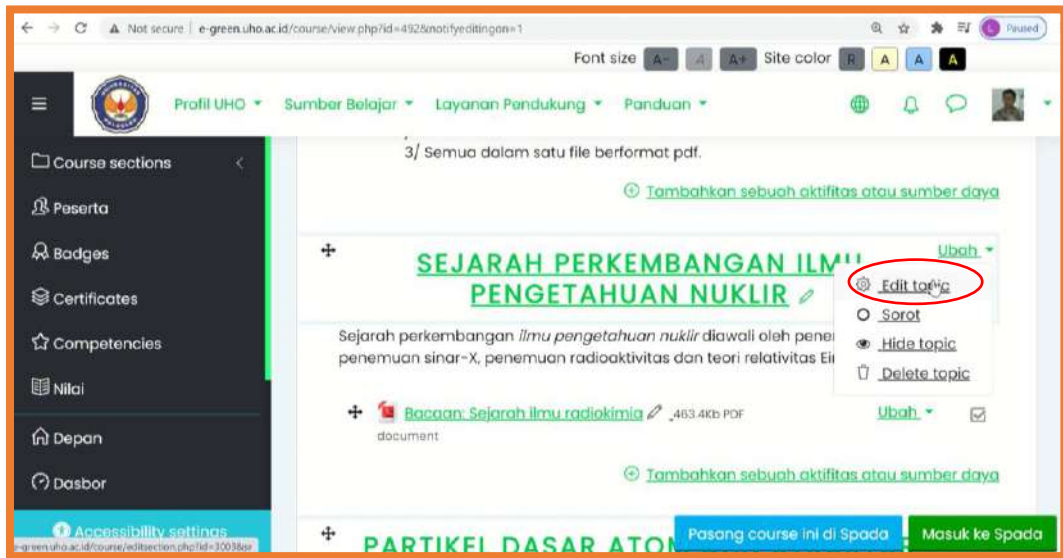 Not secure | e-green.uho.ac.id/course/view.php?id=492&notifyeditingon=1
Paused
Font size A- A A+ Site color R A A A
Profil UHO Sumber Belajar Layanan Pendukung Panduan
Course sections
Peserta
Badges
Certificates
Competencies
Nilai
Depan
Dasbor
Accessibility settings
3/ Semua dalam satu file berformat pdf.
Tambahkan sebuah aktifitas atau sumber daya
Ubah
SEJARAH PERKEMBANGAN ILMU
PENGETAHUAN NUKLIR
Edit topic
Sorot
Hide topic
Delete topic
Sejarah perkembangan ilmu pengetahuan nuklir diawali oleh
penemuan sinar-X, penemuan radioaktivitas dan teori relativitas
Bacaan: Sejarah ilmu radiokimia 463.4Kb PDF
document
Ubah
Tambahkan sebuah aktifitas atau sumber daya
PARTIKEL DASAR
Pasang course ini di Spada
Masuk ke Spada